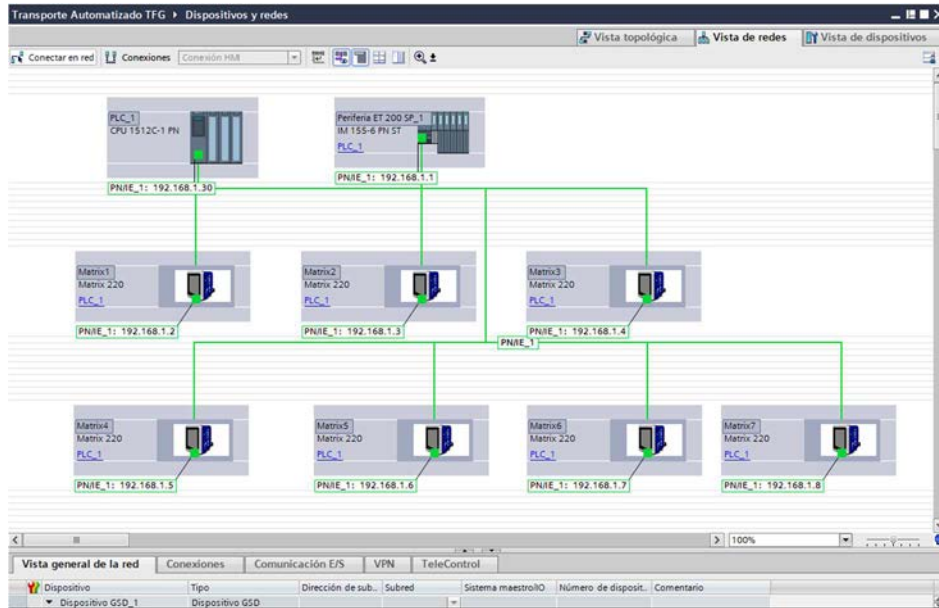 Transporte Automatizado TFG ▸ Dispositivos y redes
Vista topológica Vista de redes Vista de dispositivos
Conectar en red Conexiones Conexión HMI
PLC_1
CPU 1512C-1 PN
PN/IE_1: 192.168.1.30
Periferia ET 200 SP_1
IM 155-6 PN ST
PLC_1
PN/IE_1: 192.168.1.1
Matrix1
Matrix 220
PLC_1
PN/IE_1: 192.168.1.2
Matrix2
Matrix 220
PLC_1
PN/IE_1: 192.168.1.3
Matrix3
Matrix 220
PLC_1
PN/IE_1: 192.168.1.4
PN/IE_1
Matrix4
Matrix 220
PLC_1
PN/IE_1: 192.168.1.5
Matrix5
Matrix 220
PLC_1
PN/IE_1: 192.168.1.6
Matrix6
Matrix 220
PLC_1
PN/IE_1: 192.168.1.7
Matrix7
Matrix 220
PLC_1
PN/IE_1: 192.168.1.8
100%
Vista general de la red Conexiones Comunicación E/S VPN TeleControl
Dispositivo Tipo Dirección de sub... Subred Sistema maestro/IO Número de disposit... Comentario
Dispositivo GSD_1 Dispositivo GSD